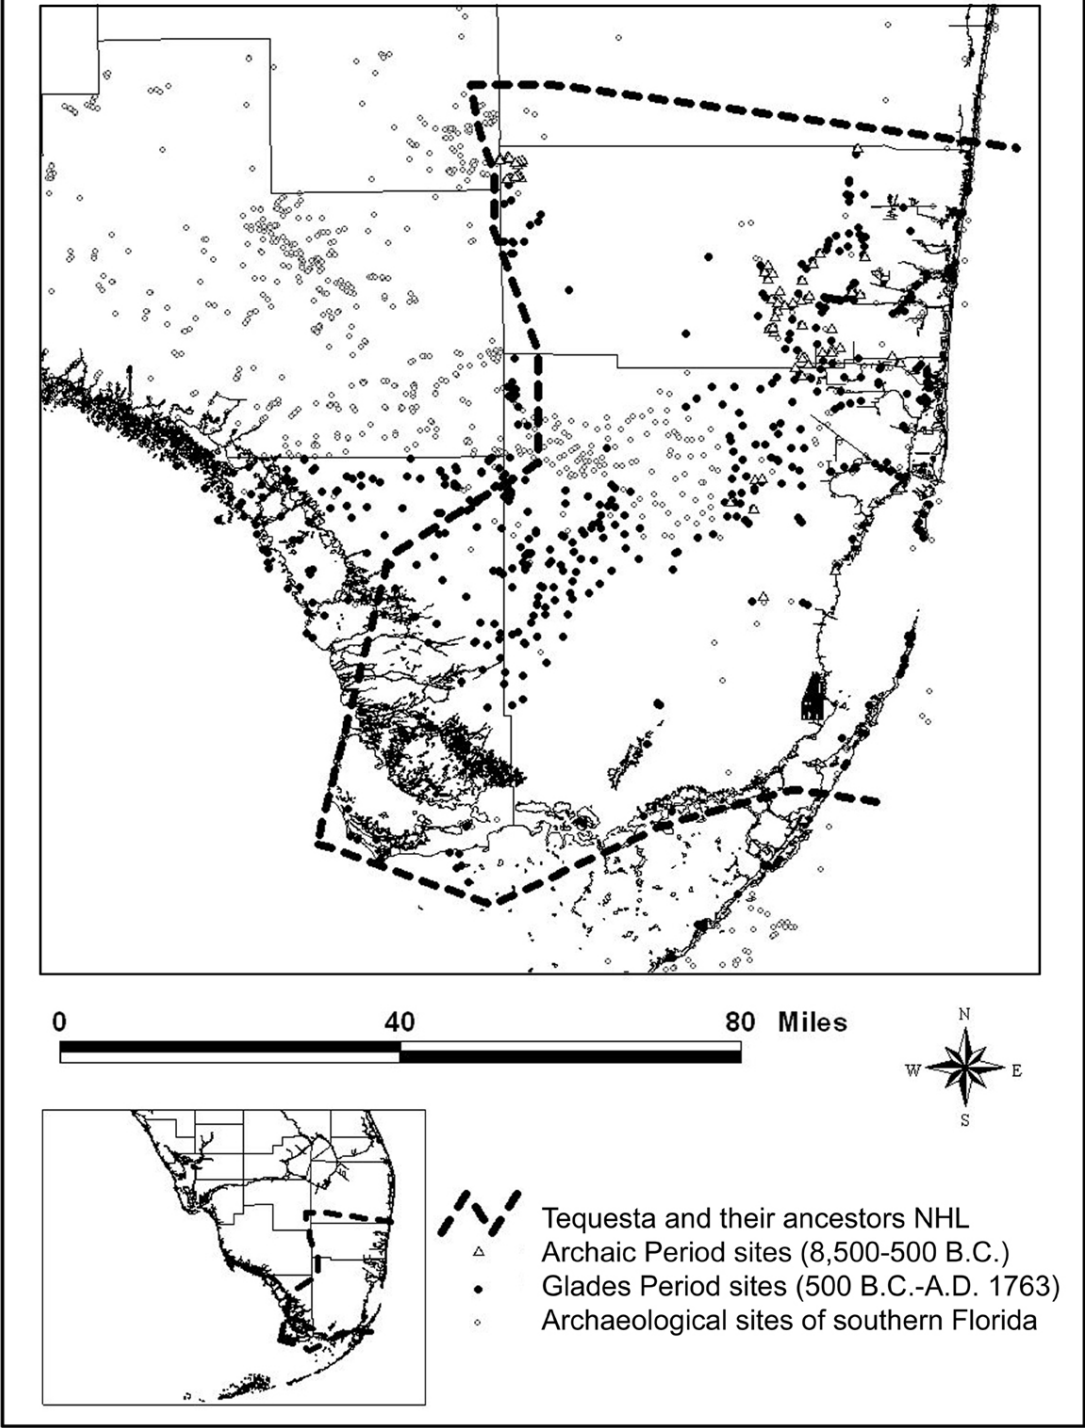 0 40 80 Miles
N
W E
S
Tequesta and their ancestors NHL
Archaic Period sites (8,500-500 B.C.)
Glades Period sites (500 B.C.-A.D. 1763)
Archaeological sites of southern Florida